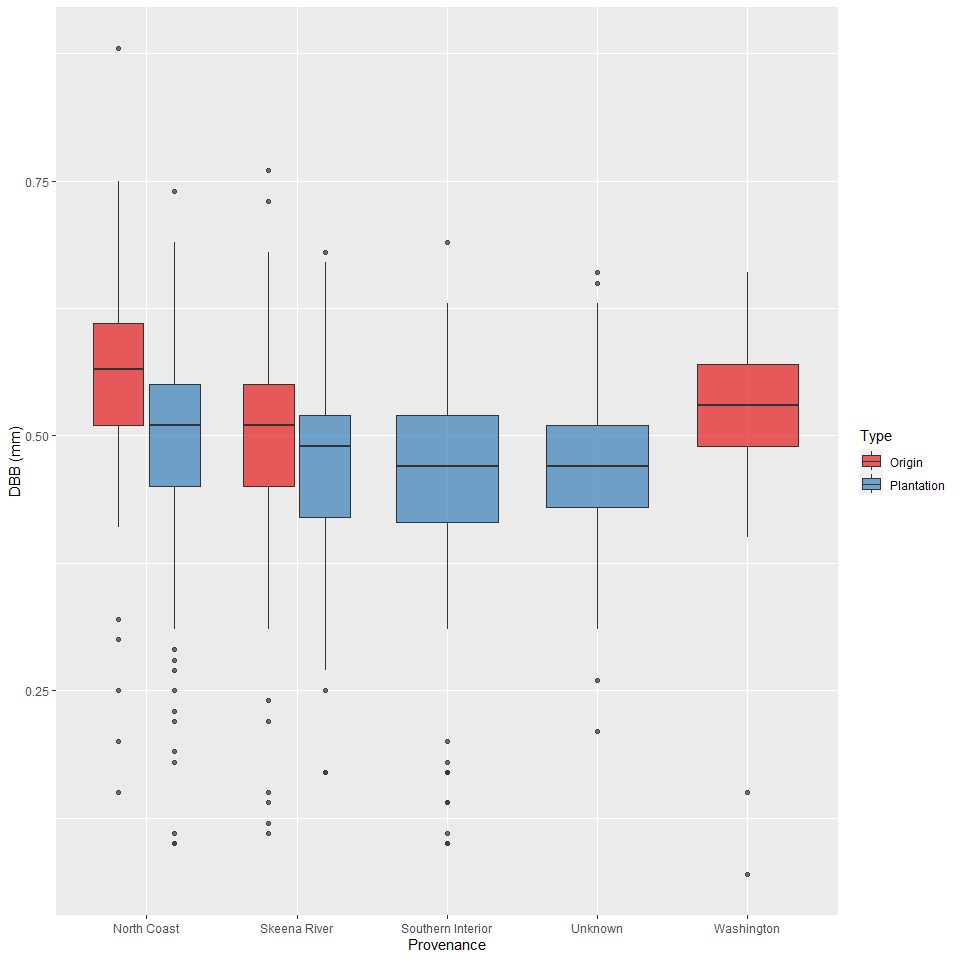 DBB (mm)
0.75
0.50
0.25
North Coast
Skeena River
Southern Interior
Unknown
Washington
Provenance
Type
Origin
Plantation